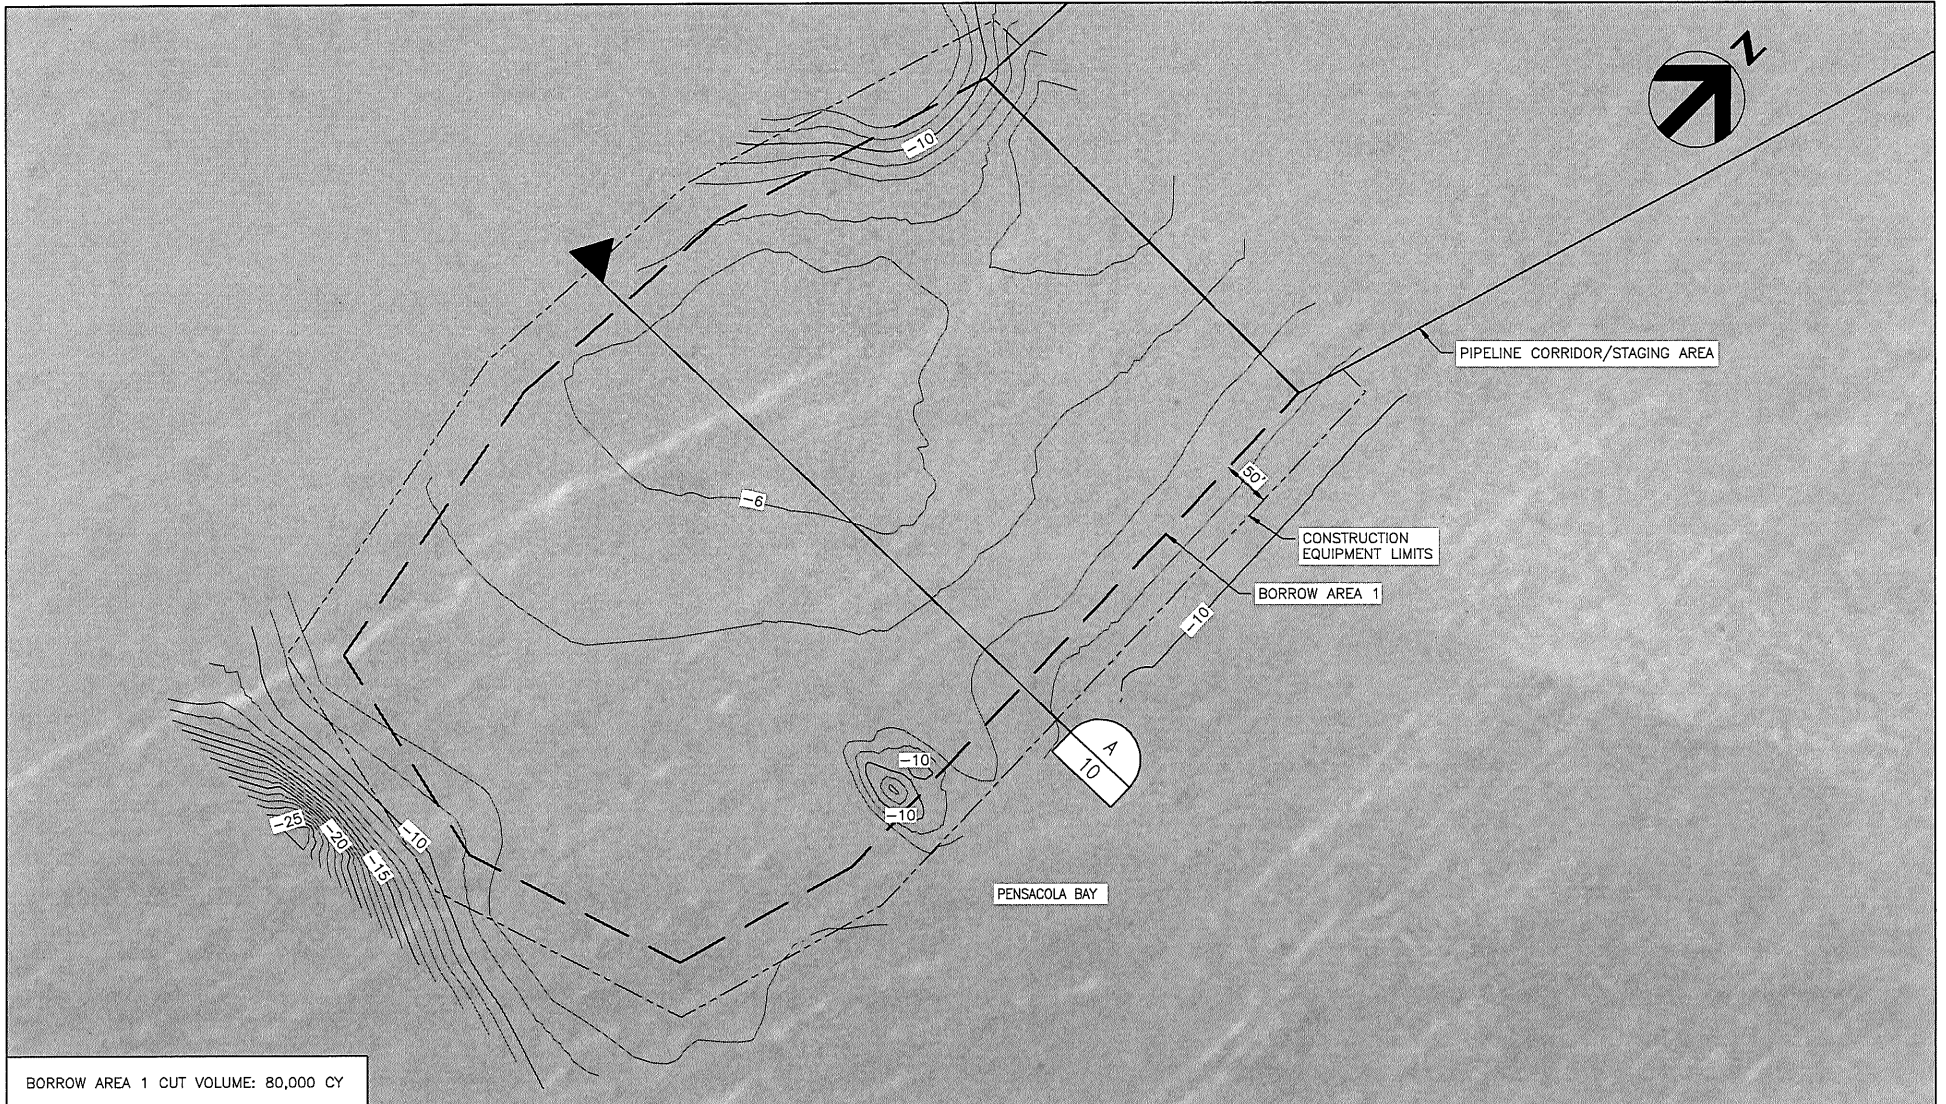 N
-10
PIPELINE CORRIDOR/STAGING AREA
50'
-6
CONSTRUCTION
EQUIPMENT LIMITS
BORROW AREA 1
-10
A
10
-10
-10
-25
-20
-15
-10
PENSACOLA BAY
BORROW AREA 1 CUT VOLUME: 80,000 CY